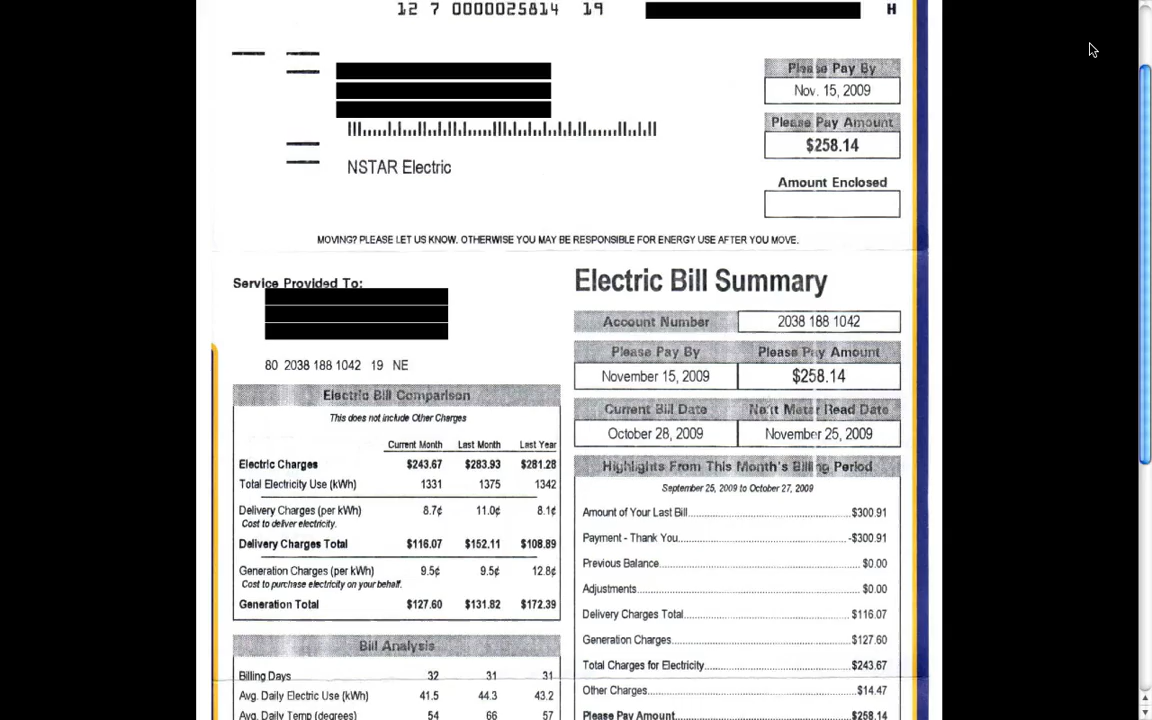 12 7 0000025814 19 H
Please Pay By
Nov. 15, 2009
Please Pay Amount
$258.14
NSTAR Electric
Amount Enclosed
MOVING? PLEASE LET US KNOW. OTHERWISE YOU MAY BE RESPONSIBLE FOR ENERGY USE AFTER YOU MOVE.
Service Provided To:
80 2038 188 1042 19 NE
Electric Bill Comparison
This does not include Other Charges
Current Month Last Month Last Year
Electric Charges $243.67 $283.93 $281.28
Total Electricity Use (kWh) 1331 1375 1342
Delivery Charges (per kWh) 8.7¢ 11.0¢ 8.1¢
Cost to deliver electricity.
Delivery Charges Total $116.07 $152.11 $108.89
Generation Charges (per kWh) 9.5¢ 9.5¢ 12.8¢
Cost to purchase electricity on your behalf.
Generation Total $127.60 $131.82 $172.39
Bill Analysis
Billing Days 32 31 31
Avg. Daily Electric Use (kWh) 41.5 44.3 43.2
Avg. Daily Temp (degrees) 54 66 57
Electric Bill Summary
Account Number 2038 188 1042
Please Pay By Please Pay Amount
November 15, 2009 $258.14
Current Bill Date Next Meter Read Date
October 28, 2009 November 25, 2009
Highlights From This Month's Billing Period
September 25, 2009 to October 27, 2009
Amount of Your Last Bill $300.91
Payment - Thank You -$300.91
Previous Balance $0.00
Adjustments $0.00
Delivery Charges Total $116.07
Generation Charges $127.60
Total Charges for Electricity $243.67
Other Charges $14.47
Please Pay Amount $258.14